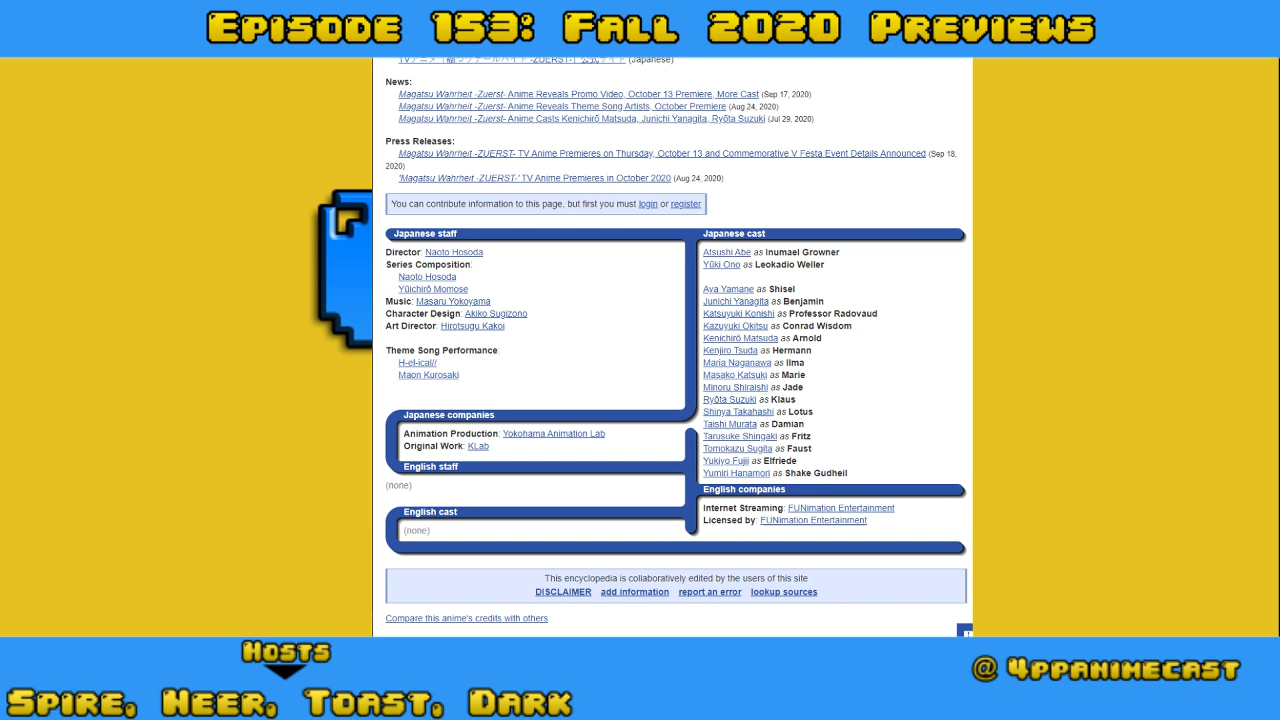 Episode 153: Fall 2020 Previews
-ZUERST- (Japanese)
News:
Magatsu Wahrheit -Zuerst- Anime Reveals Promo Video, October 13 Premiere, More Cast (Sep 17, 2020)
Magatsu Wahrheit -Zuerst- Anime Reveals Theme Song Artists, October Premiere (Aug 24, 2020)
Magatsu Wahrheit -Zuerst- Anime Casts Kenichirō Matsuda, Junichi Yanagita, Ryōta Suzuki (Jul 29, 2020)
Press Releases:
Magatsu Wahrheit -ZUERST- TV Anime Premieres on Thursday, October 13 and Commemorative V Festa Event Details Announced (Sep 18,
2020)
'Magatsu Wahrheit -ZUERST-' TV Anime Premieres in October 2020 (Aug 24, 2020)
You can contribute information to this page, but first you must login or register
Japanese staff
Director: Naoto Hosoda
Series Composition:
Naoto Hosoda
Yūichirō Momose
Music: Masaru Yokoyama
Character Design: Akiko Sugizono
Art Director: Hirotsugu Kakoi
Theme Song Performance:
H-el-ical//
Maon Kurosaki
Japanese companies
Animation Production: Yokohama Animation Lab
Original Work: KLab
English staff
(none)
English cast
(none)
Japanese cast
Atsushi Abe as Inumael Growner
Yūki Ono as Leokadio Weller
Aya Yamane as Shisel
Junichi Yanagita as Benjamin
Katsuyuki Konishi as Professor Radovaud
Kazuyuki Okitsu as Conrad Wisdom
Kenichirō Matsuda as Arnold
Kenjiro Tsuda as Hermann
Maria Naganawa as Ilma
Masako Katsuki as Marie
Minoru Shiraishi as Jade
Ryōta Suzuki as Klaus
Shinya Takahashi as Lotus
Taishi Murata as Damian
Tarusuke Shingaki as Fritz
Tomokazu Sugita as Faust
Yukiyo Fujii as Elfriede
Yumiri Hanamori as Shake Gudheil
English companies
Internet Streaming: FUNimation Entertainment
Licensed by: FUNimation Entertainment
This encyclopedia is collaboratively edited by the users of this site
DISCLAIMER add information report an error lookup sources
Compare this anime's credits with others
Hosts
Spire, Neer, Toast, Dark
@ 4ppanimecast